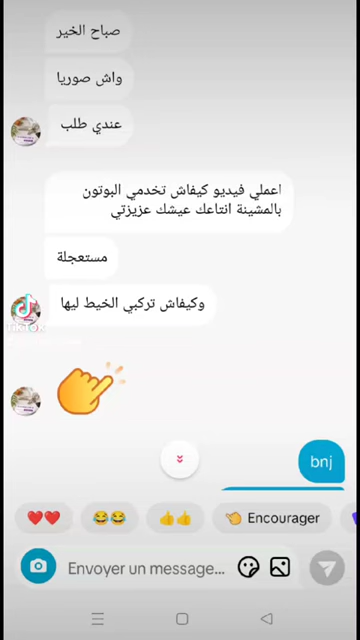 صباح الخير
واش صوريا
عندي طلب
اعملي فيديو كيفاش تخدمي البوتون
بالمشينة انتاعك عيشك عزيزتي
مستعجلة
وكيفاش تركبي الخيط ليها
TikTok
bnj
Encourager
Envoyer un message...